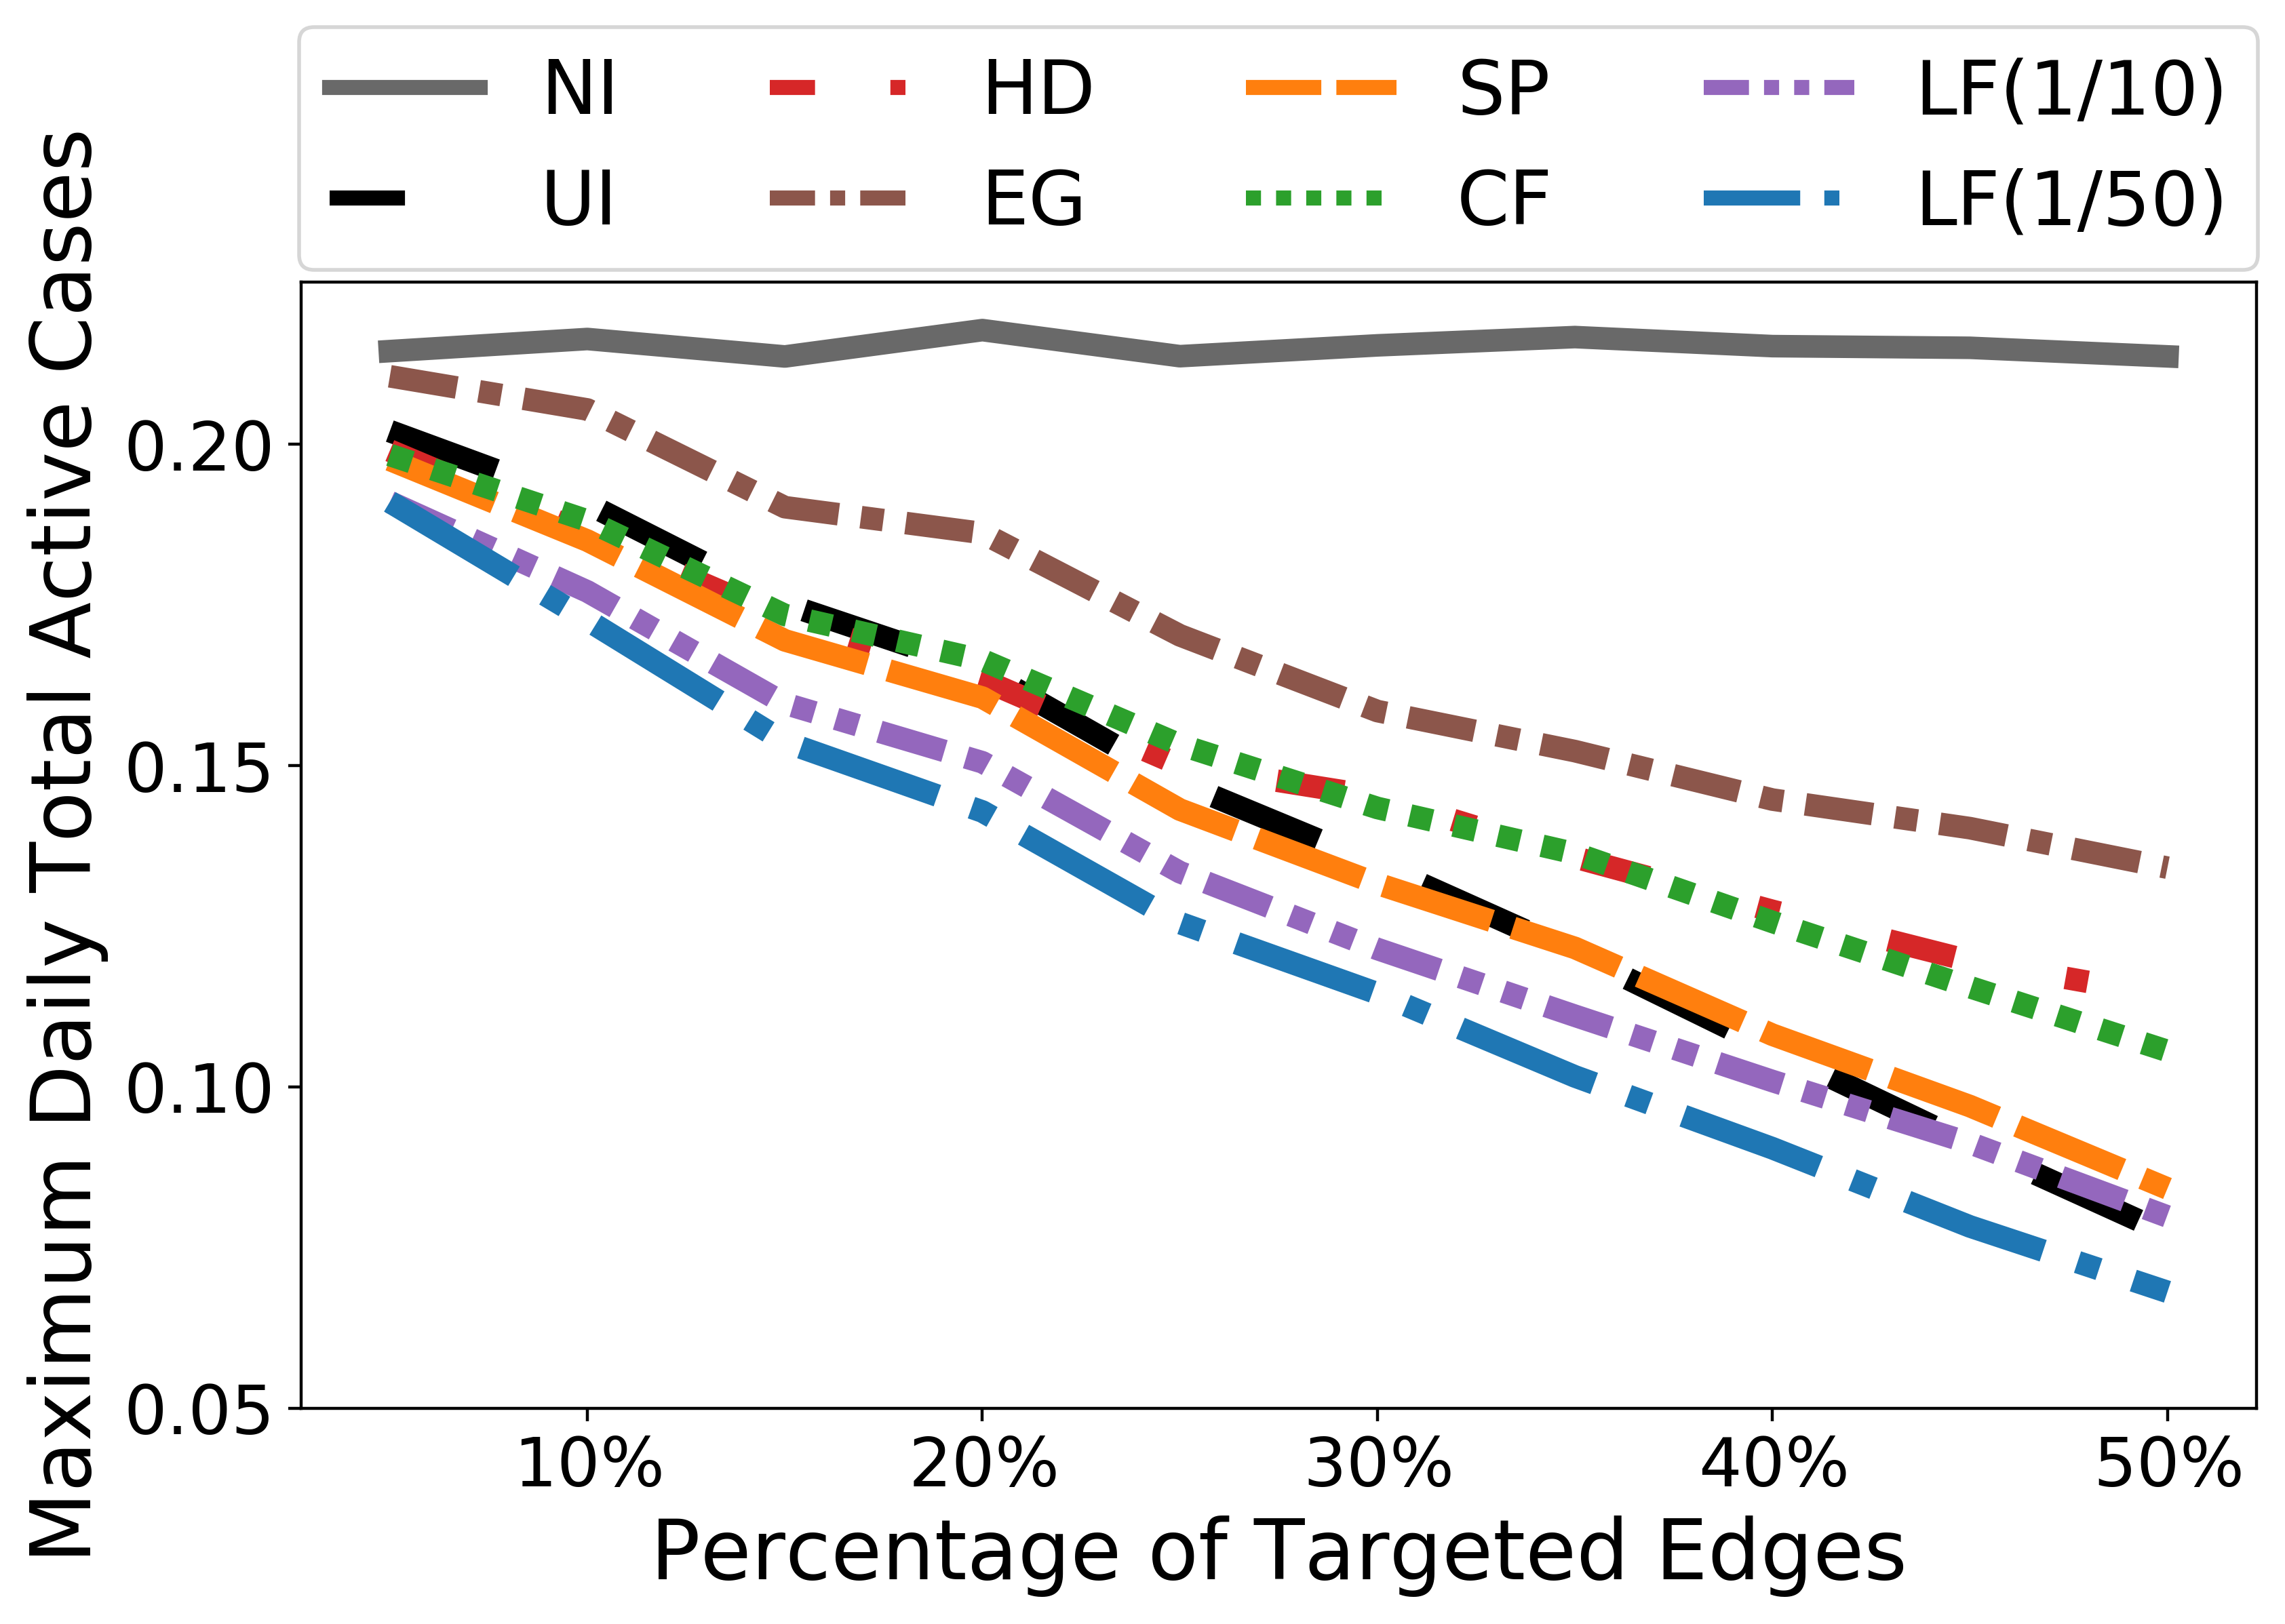 NI HD SP LF(1/10)
UI EG CF LF(1/50)
Maximum Daily Total Active Cases
0.20
0.15
0.10
0.05
10% 20% 30% 40% 50%
Percentage of Targeted Edges